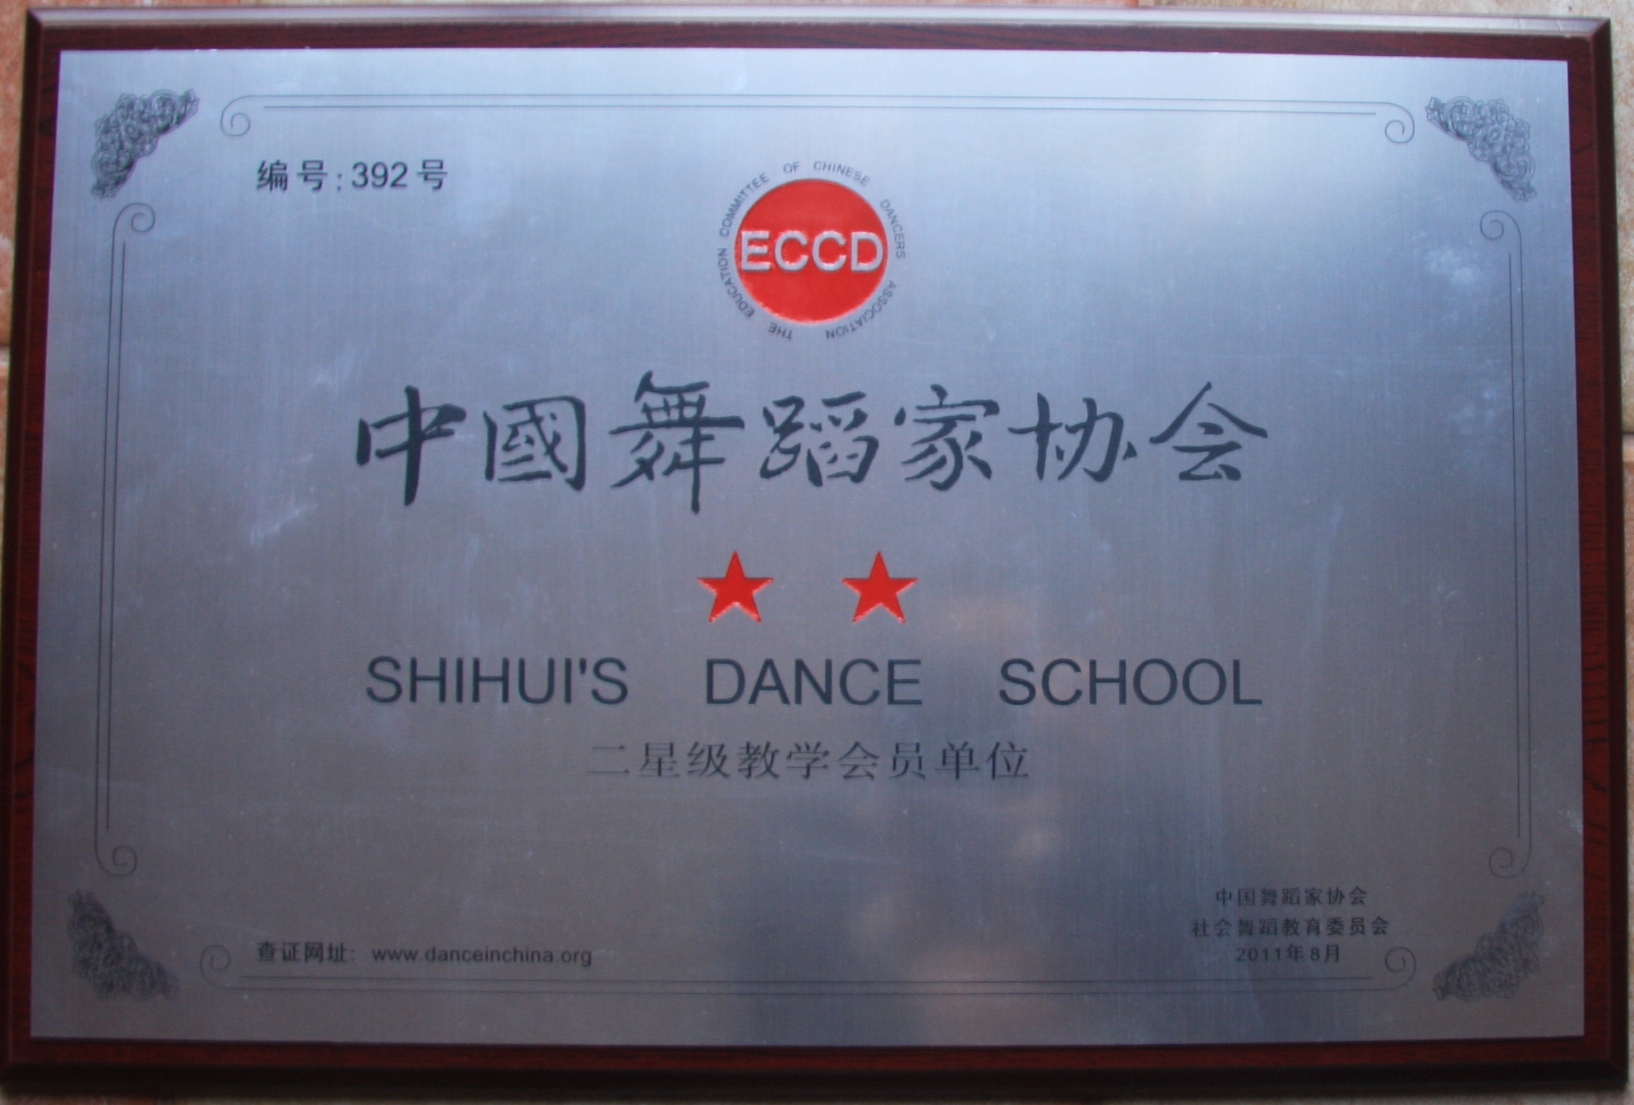 编号:392号
THE EDUCATION COMMITTEE OF CHINESE DANCERS ASSOCIATION
ECCD
中國舞蹈家协会
SHIHUI'S DANCE SCHOOL
二星级教学会员单位
中国舞蹈家协会
社会舞蹈教育委员会
2011年8月
查证网址: www.danceinchina.org